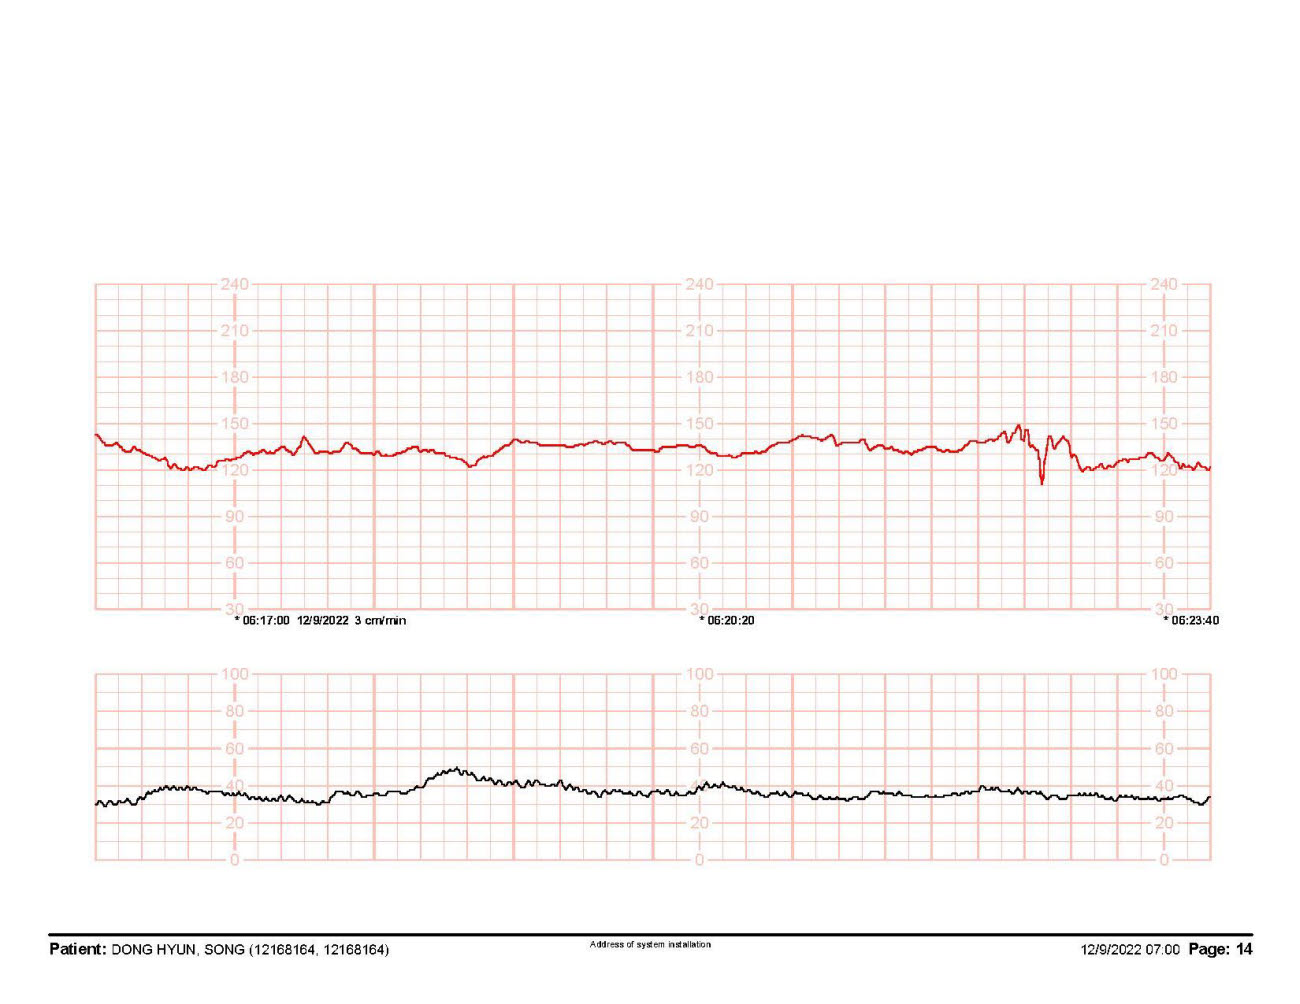 240 240 240
210 210 210
180 180 180
150 150 150
120 120 120
90 90 90
60 60 60
30 30 30
* 06:17:00 12/9/2022 3 cm/min * 06:20:20 * 06:23:40
100 100 100
80 80 80
60 60 60
40 40 40
20 20 20
0 0 0
Patient: DONG HYUN, SONG (12168164, 12168164) Address of system installation 12/9/2022 07:00 Page: 14